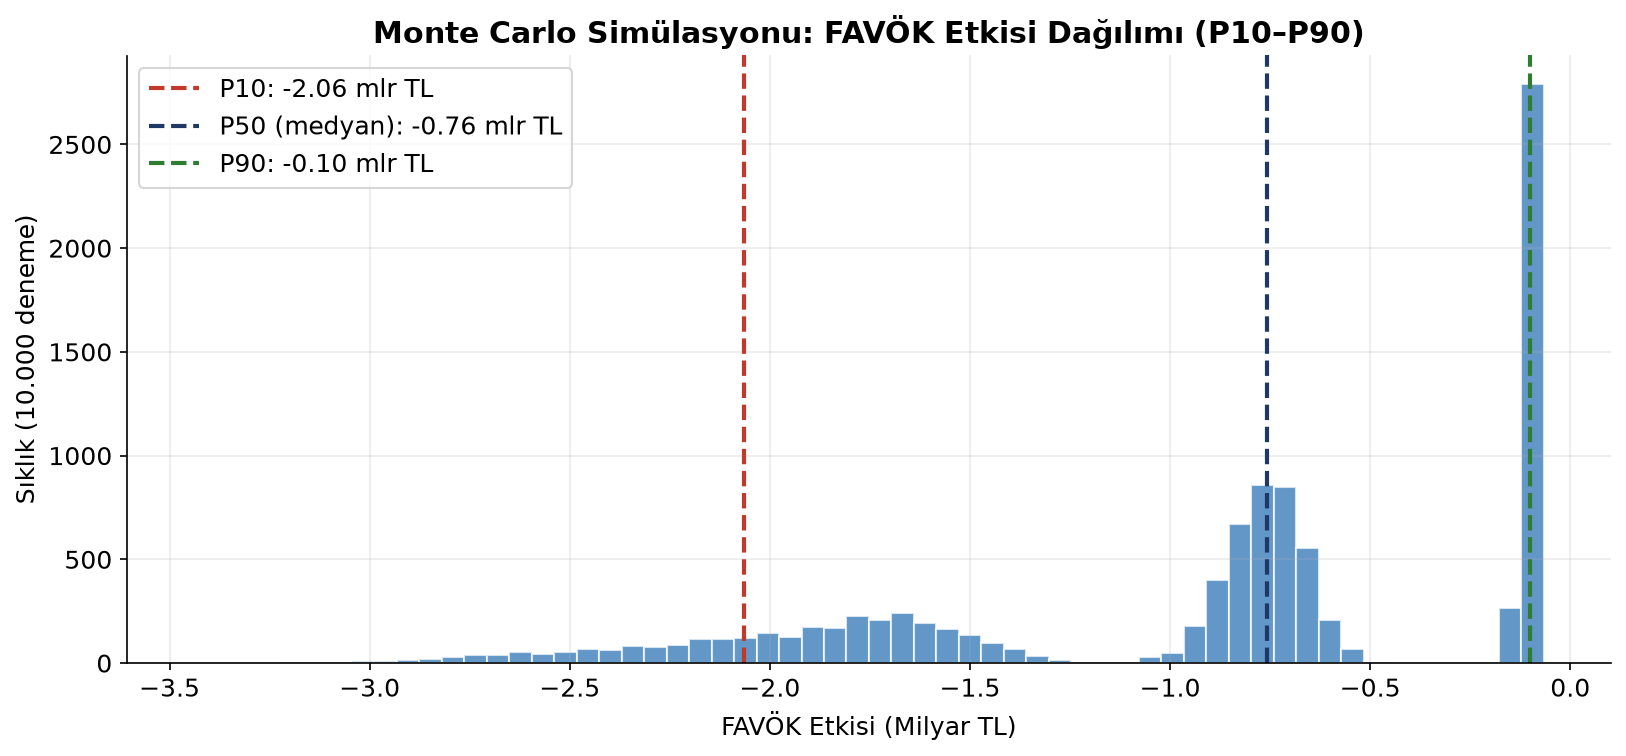 Monte Carlo Simülasyonu: FAVÖK Etkisi Dağılımı (P10–P90)
P10: -2.06 mlr TL
P50 (medyan): -0.76 mlr TL
P90: -0.10 mlr TL
Sıklık (10.000 deneme)
2500
2000
1500
1000
500
0
−3.5 −3.0 −2.5 −2.0 −1.5 −1.0 −0.5 0.0
FAVÖK Etkisi (Milyar TL)